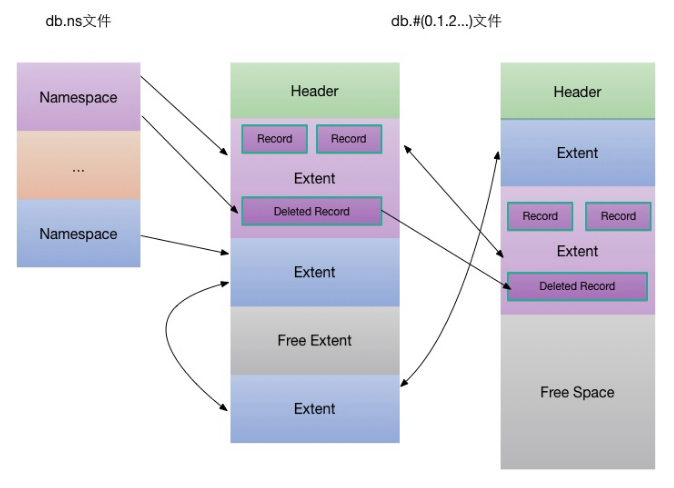 db.ns文件
db.#(0.1.2...)文件
Namespace
...
Namespace
Header
Record
Record
Extent
Deleted Record
Extent
Free Extent
Extent
Header
Extent
Record
Record
Extent
Deleted Record
Free Space